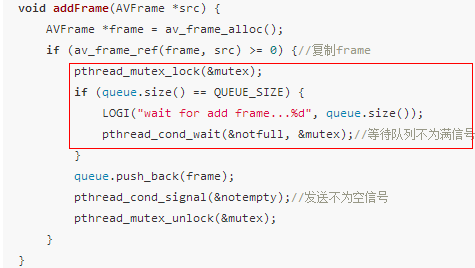 void addFrame(AVFrame *src) {
    AVFrame *frame = av_frame_alloc();
    if (av_frame_ref(frame, src) >= 0) {//复制frame
        pthread_mutex_lock(&mutex);
        if (queue.size() == QUEUE_SIZE) {
            LOGI("wait for add frame...%d", queue.size());
            pthread_cond_wait(&notfull, &mutex);//等待队列不为满信号
        }
        queue.push_back(frame);
        pthread_cond_signal(&notempty);//发送不为空信号
        pthread_mutex_unlock(&mutex);
    }
}